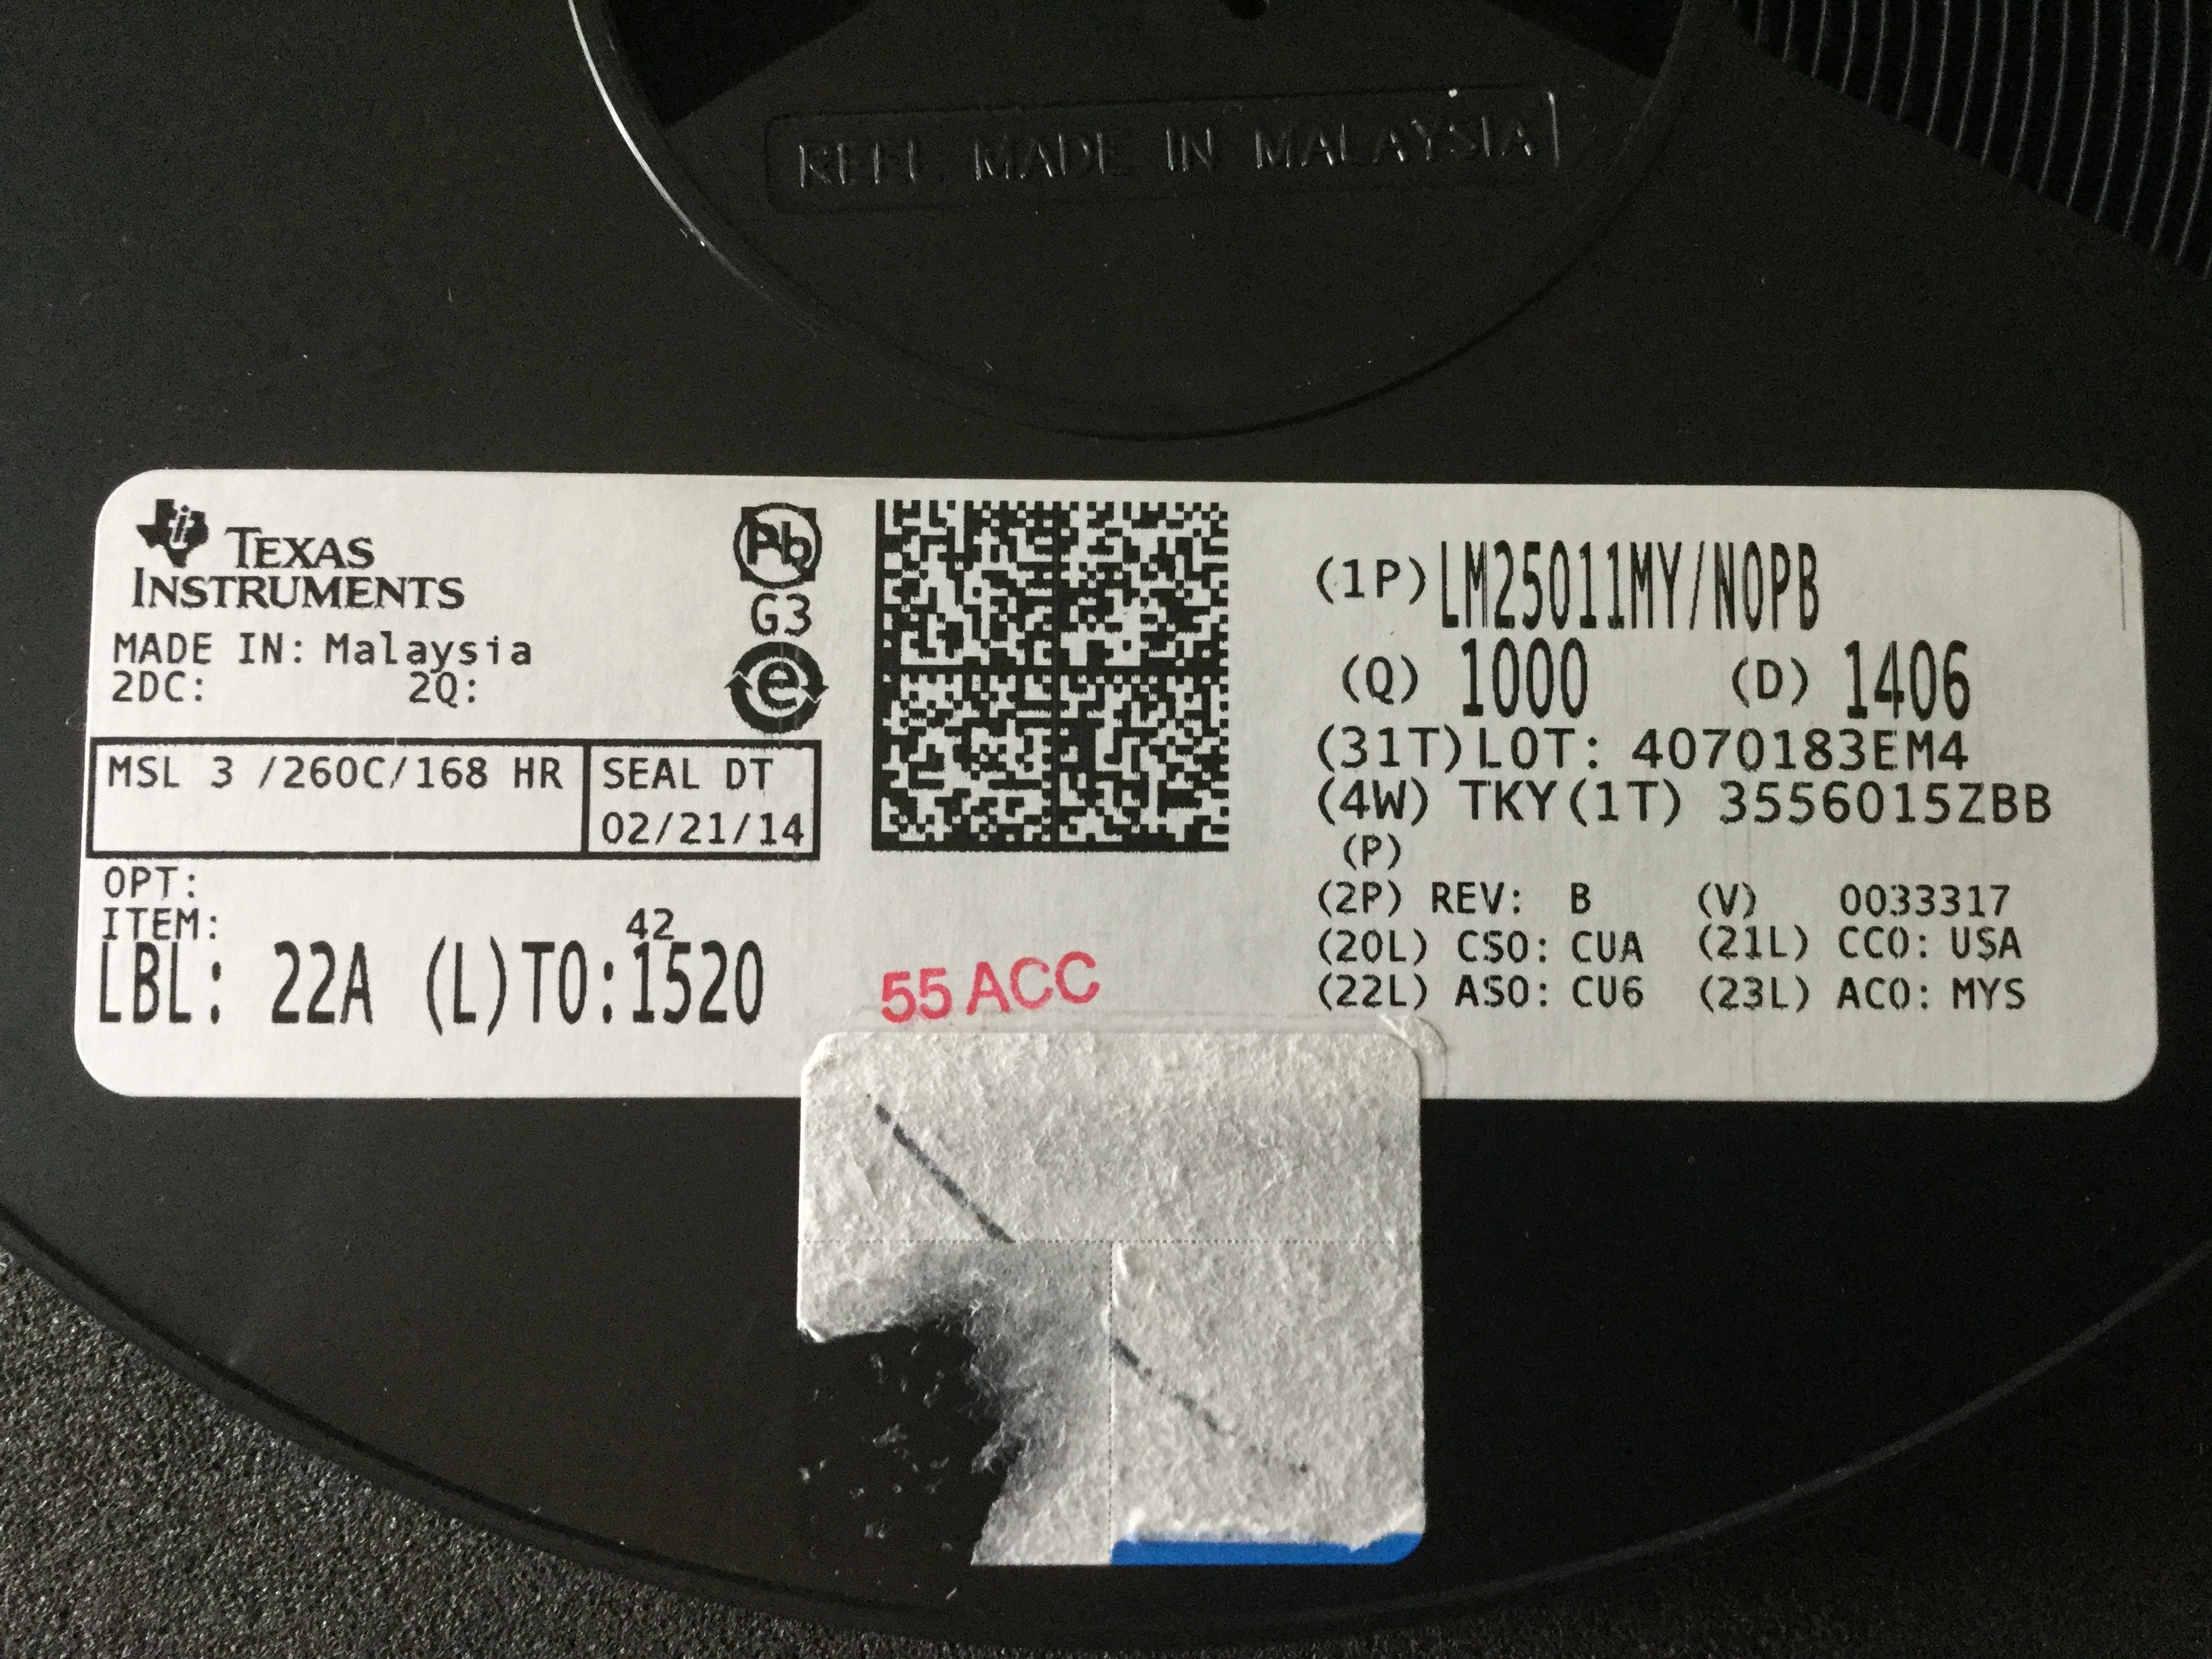 REEL MADE IN MALAYSIA
TEXAS
INSTRUMENTS
MADE IN: Malaysia
2DC: 2Q:
MSL 3 /260C/168 HR
SEAL DT
02/21/14
OPT:
ITEM:
42
LBL: 22A (L)TO:1520
Pb
G3
e
55 ACC
(1P) LM25011MY/NOPB
(Q) 1000 (D) 1406
(31T) LOT: 4070183EM4
(4W) TKY(1T) 3556015ZBB
(P)
(2P) REV: B (V) 0033317
(20L) CSO: CUA (21L) CCO: USA
(22L) ASO: CU6 (23L) ACO: MYS